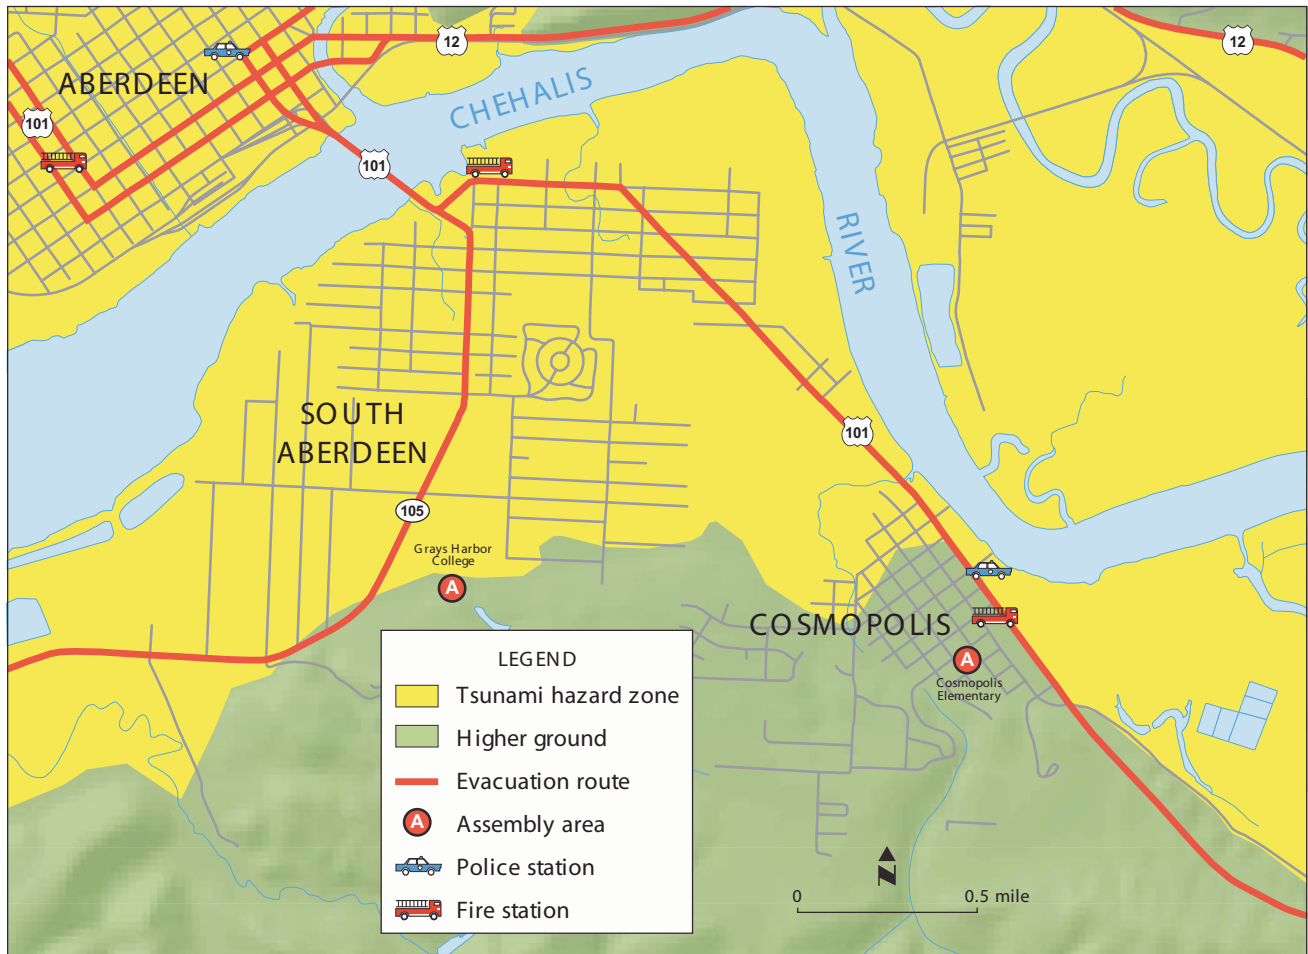 12
12
ABERDEEN
CHEHALIS
101
101
RIVER
SOUTH
ABERDEEN
101
105
Grays Harbor
College
A
COSMOPOLIS
A
Cosmopolis
Elementary
LEGEND
Tsunami hazard zone
Higher ground
Evacuation route
A
Assembly area
Police station
Fire station
N
0
0.5 mile